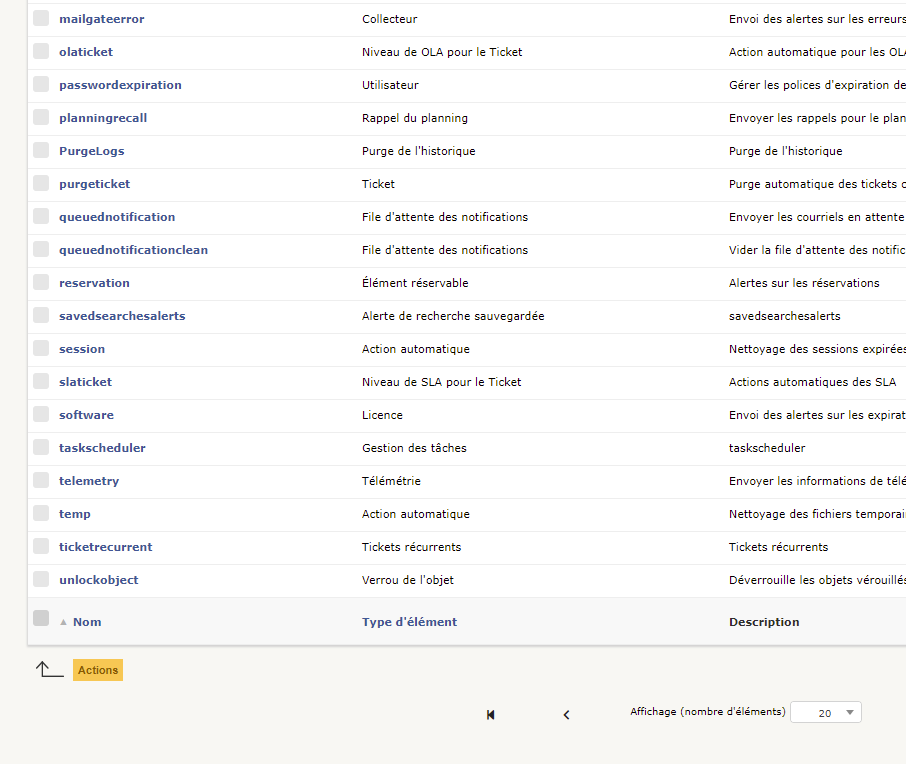 mailgateerror Collecteur Envoi des alertes sur les erreurs
olaticket Niveau de OLA pour le Ticket Action automatique pour les OLA
passwordexpiration Utilisateur Gérer les polices d'expiration de
planningrecall Rappel du planning Envoyer les rappels pour le plan
PurgeLogs Purge de l'historique Purge de l'historique
purgeticket Ticket Purge automatique des tickets c
queuednotification File d'attente des notifications Envoyer les courriels en attente
queuednotificationclean File d'attente des notifications Vider la file d'attente des notific
reservation Élément réservable Alertes sur les réservations
savedsearchesalerts Alerte de recherche sauvegardée savedsearchesalerts
session Action automatique Nettoyage des sessions expirées
slaticket Niveau de SLA pour le Ticket Actions automatiques des SLA
software Licence Envoi des alertes sur les expirat
taskscheduler Gestion des tâches taskscheduler
telemetry Télémétrie Envoyer les informations de télé
temp Action automatique Nettoyage des fichiers temporai
ticketrecurrent Tickets récurrents Tickets récurrents
unlockobject Verrou de l'objet Déverrouille les objets vérouillés
Nom Type d'élément Description
Actions
Affichage (nombre d'éléments) 20